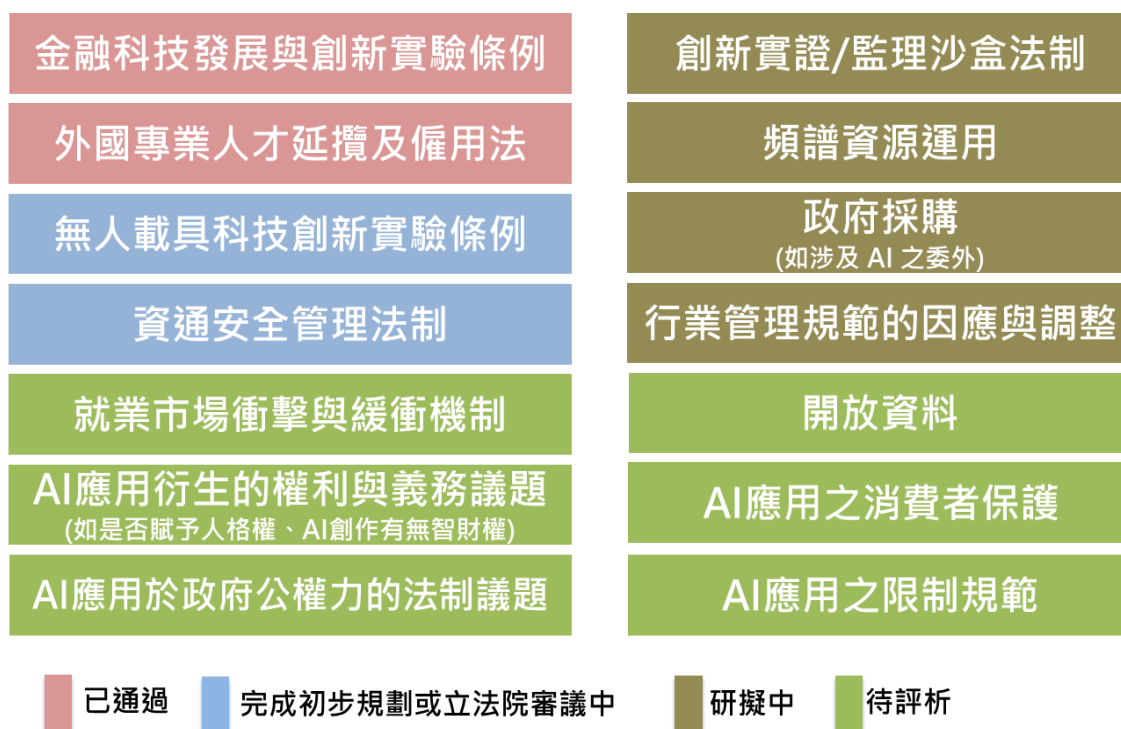 金融科技發展與創新實驗條例
外國專業人才延攬及僱用法
無人載具科技創新實驗條例
資通安全管理法制
就業市場衝擊與緩衝機制
AI應用衍生的權利與義務議題
(如是否賦予人格權、AI創作有無智財權)
AI應用於政府公權力的法制議題
創新實證/監理沙盒法制
頻譜資源運用
政府採購
(如涉及 AI 之委外)
行業管理規範的因應與調整
開放資料
AI應用之消費者保護
AI應用之限制規範
已通過
完成初步規劃或立法院審議中
研擬中
待評析